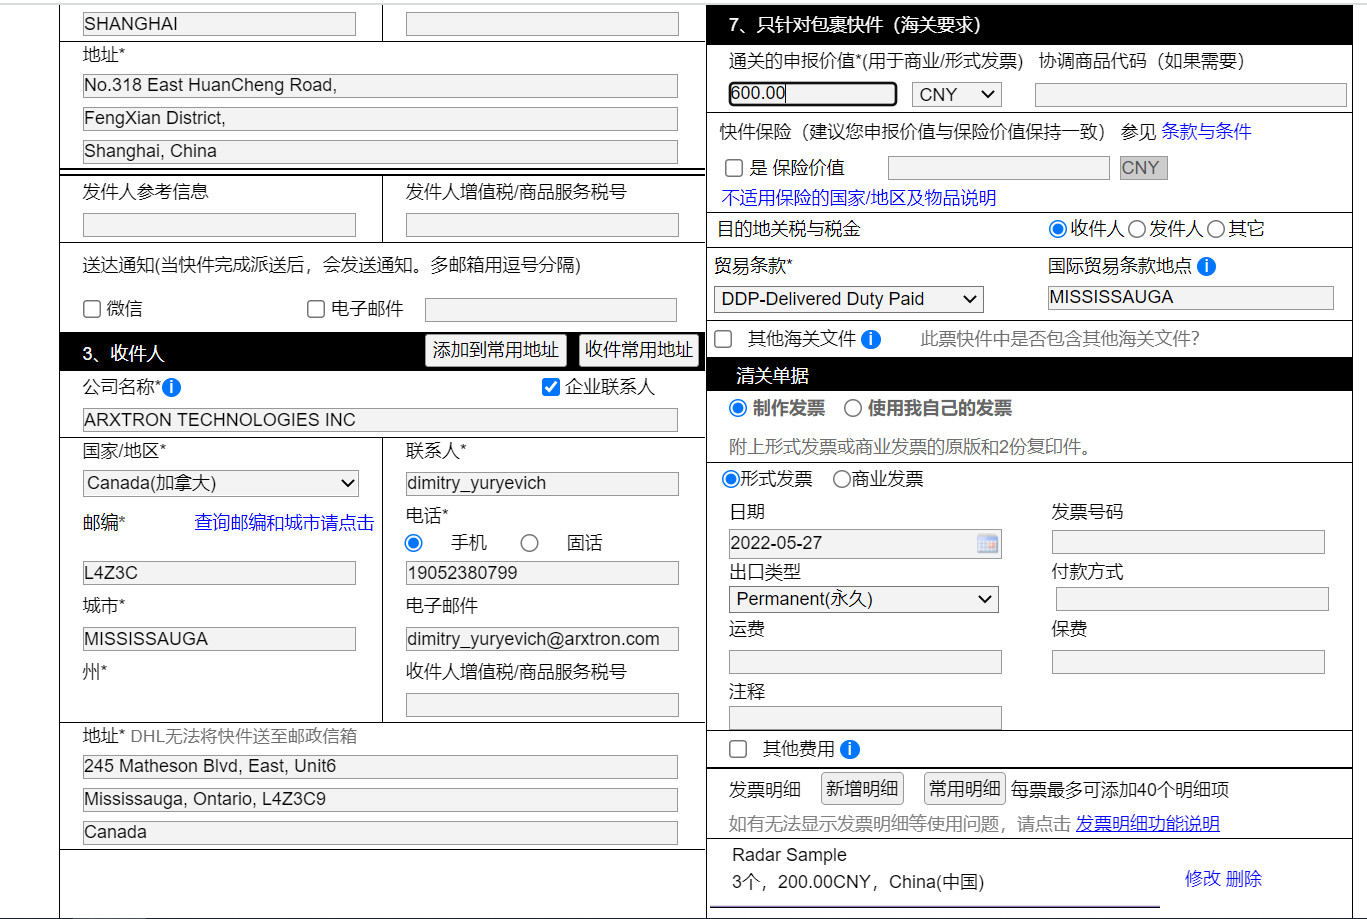 SHANGHAI
地址*
No.318 East HuanCheng Road,
FengXian District,
Shanghai, China
发件人参考信息
发件人增值税/商品服务税号
送达通知(当快件完成派送后，会发送通知。多邮箱用逗号分隔)
微信
电子邮件
3、收件人
添加到常用地址
收件常用地址
公司名称*
企业联系人
ARXTRON TECHNOLOGIES INC
国家/地区*
Canada(加拿大)
邮编*
查询邮编和城市请点击
L4Z3C
城市*
MISSISSAUGA
州*
联系人*
dimitry_yuryevich
电话*
手机
固话
19052380799
电子邮件
dimitry_yuryevich@arxtron.com
收件人增值税/商品服务税号
地址* DHL无法将快件送至邮政信箱
245 Matheson Blvd, East, Unit6
Mississauga, Ontario, L4Z3C9
Canada
7、只针对包裹快件（海关要求）
通关的申报价值*(用于商业/形式发票)
协调商品代码（如果需要）
600.00
CNY
快件保险（建议您申报价值与保险价值保持一致） 参见 条款与条件
是 保险价值
CNY
不适用保险的国家/地区及物品说明
目的地关税与税金
收件人
发件人
其它
贸易条款*
国际贸易条款地点
DDP-Delivered Duty Paid
MISSISSAUGA
其他海关文件
此票快件中是否包含其他海关文件?
清关单据
制作发票
使用我自己的发票
附上形式发票或商业发票的原版和2份复印件。
形式发票
商业发票
日期
发票号码
2022-05-27
出口类型
付款方式
Permanent(永久)
运费
保费
注释
其他费用
发票明细
新增明细
常用明细
每票最多可添加40个明细项
如有无法显示发票明细等使用问题，请点击 发票明细功能说明
Radar Sample
3个，200.00CNY，China(中国)
修改 删除